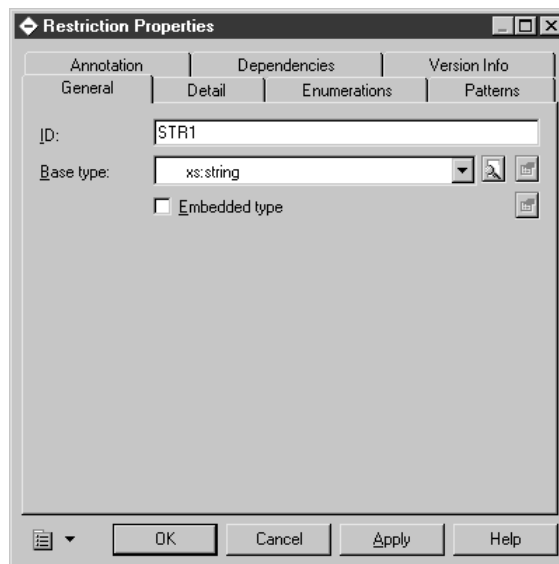 Restriction Properties
Annotation Dependencies Version Info
General Detail Enumerations Patterns
ID: STR1
Base type: xs:string
Embedded type
OK Cancel Apply Help